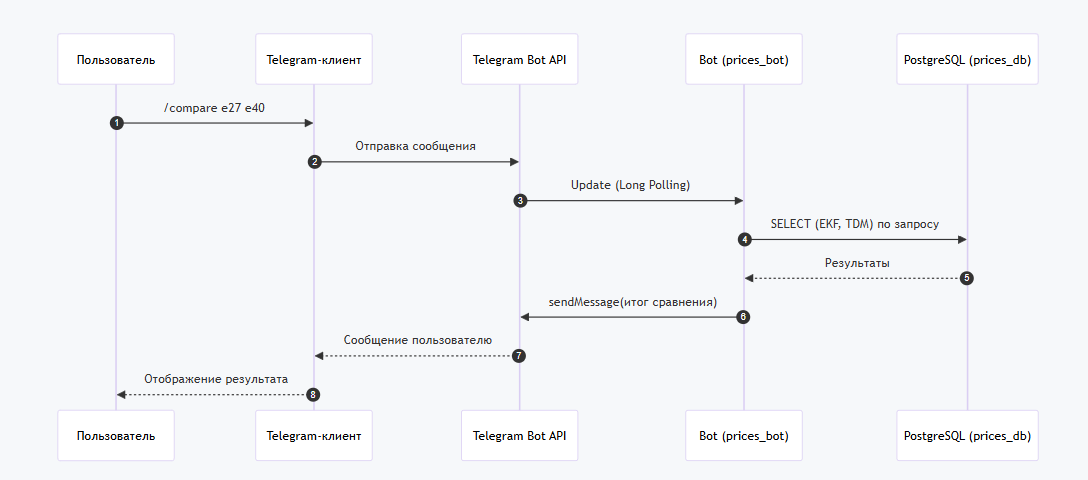 Пользователь
Telegram-клиент
Telegram Bot API
Bot (prices_bot)
PostgreSQL (prices_db)
/compare e27 e40
1
Отправка сообщения
2
Update (Long Polling)
3
SELECT (EKF, TDM) по запросу
4
Результаты
5
sendMessage(итог сравнения)
6
Сообщение пользователю
7
Отображение результата
8
Пользователь
Telegram-клиент
Telegram Bot API
Bot (prices_bot)
PostgreSQL (prices_db)